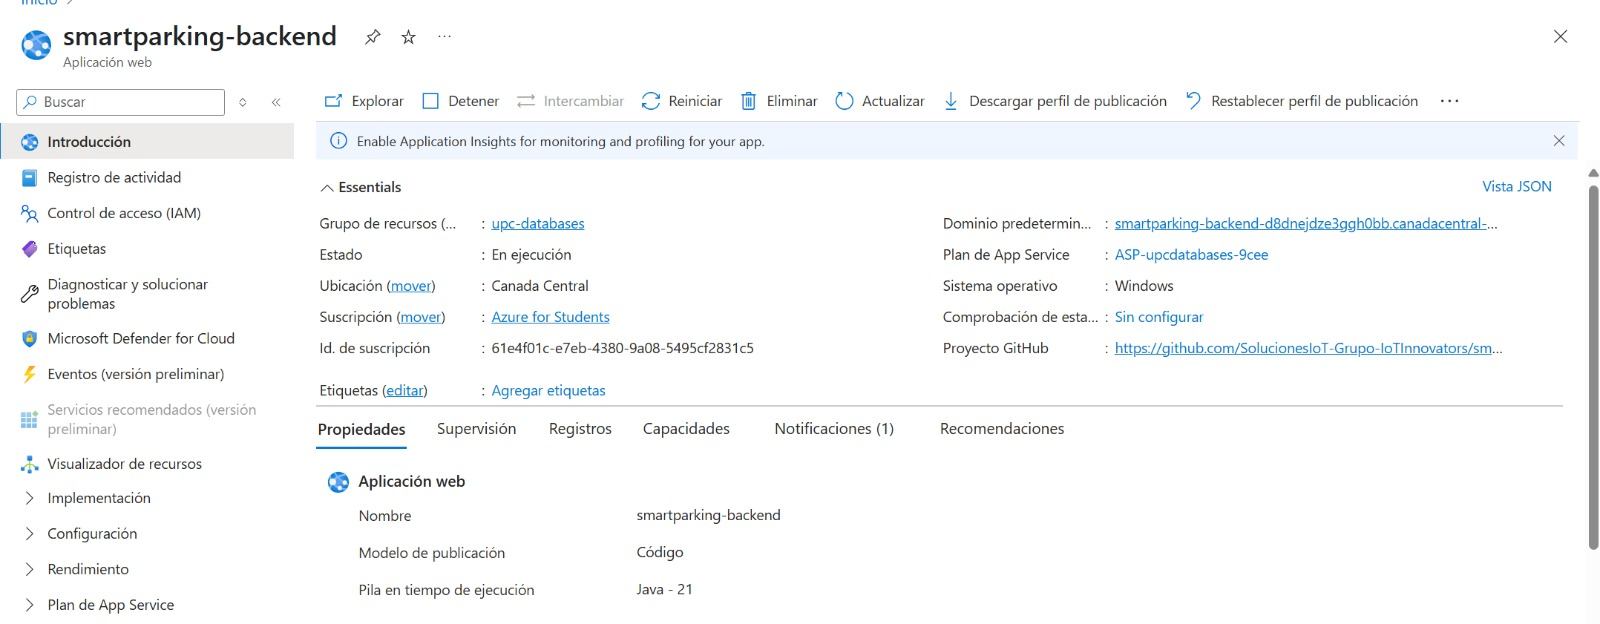 Inicio >
smartparking-backend
Aplicación web
Buscar
Explorar Detener Intercambiar Reiniciar Eliminar Actualizar Descargar perfil de publicación Restablecer perfil de publicación
Introducción
Registro de actividad
Control de acceso (IAM)
Etiquetas
Diagnosticar y solucionar
problemas
Microsoft Defender for Cloud
Eventos (versión preliminar)
Servicios recomendados (versión
preliminar)
Visualizador de recursos
Implementación
Configuración
Rendimiento
Plan de App Service
Enable Application Insights for monitoring and profiling for your app.
Essentials
Vista JSON
Grupo de recursos (... : upc-databases
Estado : En ejecución
Ubicación (mover) : Canada Central
Suscripción (mover) : Azure for Students
Id. de suscripción : 61e4f01c-e7eb-4380-9a08-5495cf2831c5
Etiquetas (editar) : Agregar etiquetas
Dominio predetermin... : smartparking-backend-d8dnejdze3ggh0bb.canadacentral-...
Plan de App Service : ASP-upcdatabases-9cee
Sistema operativo : Windows
Comprobación de esta... : Sin configurar
Proyecto GitHub : https://github.com/SolucionesIoT-Grupo-IoTInnovators/sm...
Propiedades Supervisión Registros Capacidades Notificaciones (1) Recomendaciones
Aplicación web
Nombre smartparking-backend
Modelo de publicación Código
Pila en tiempo de ejecución Java - 21